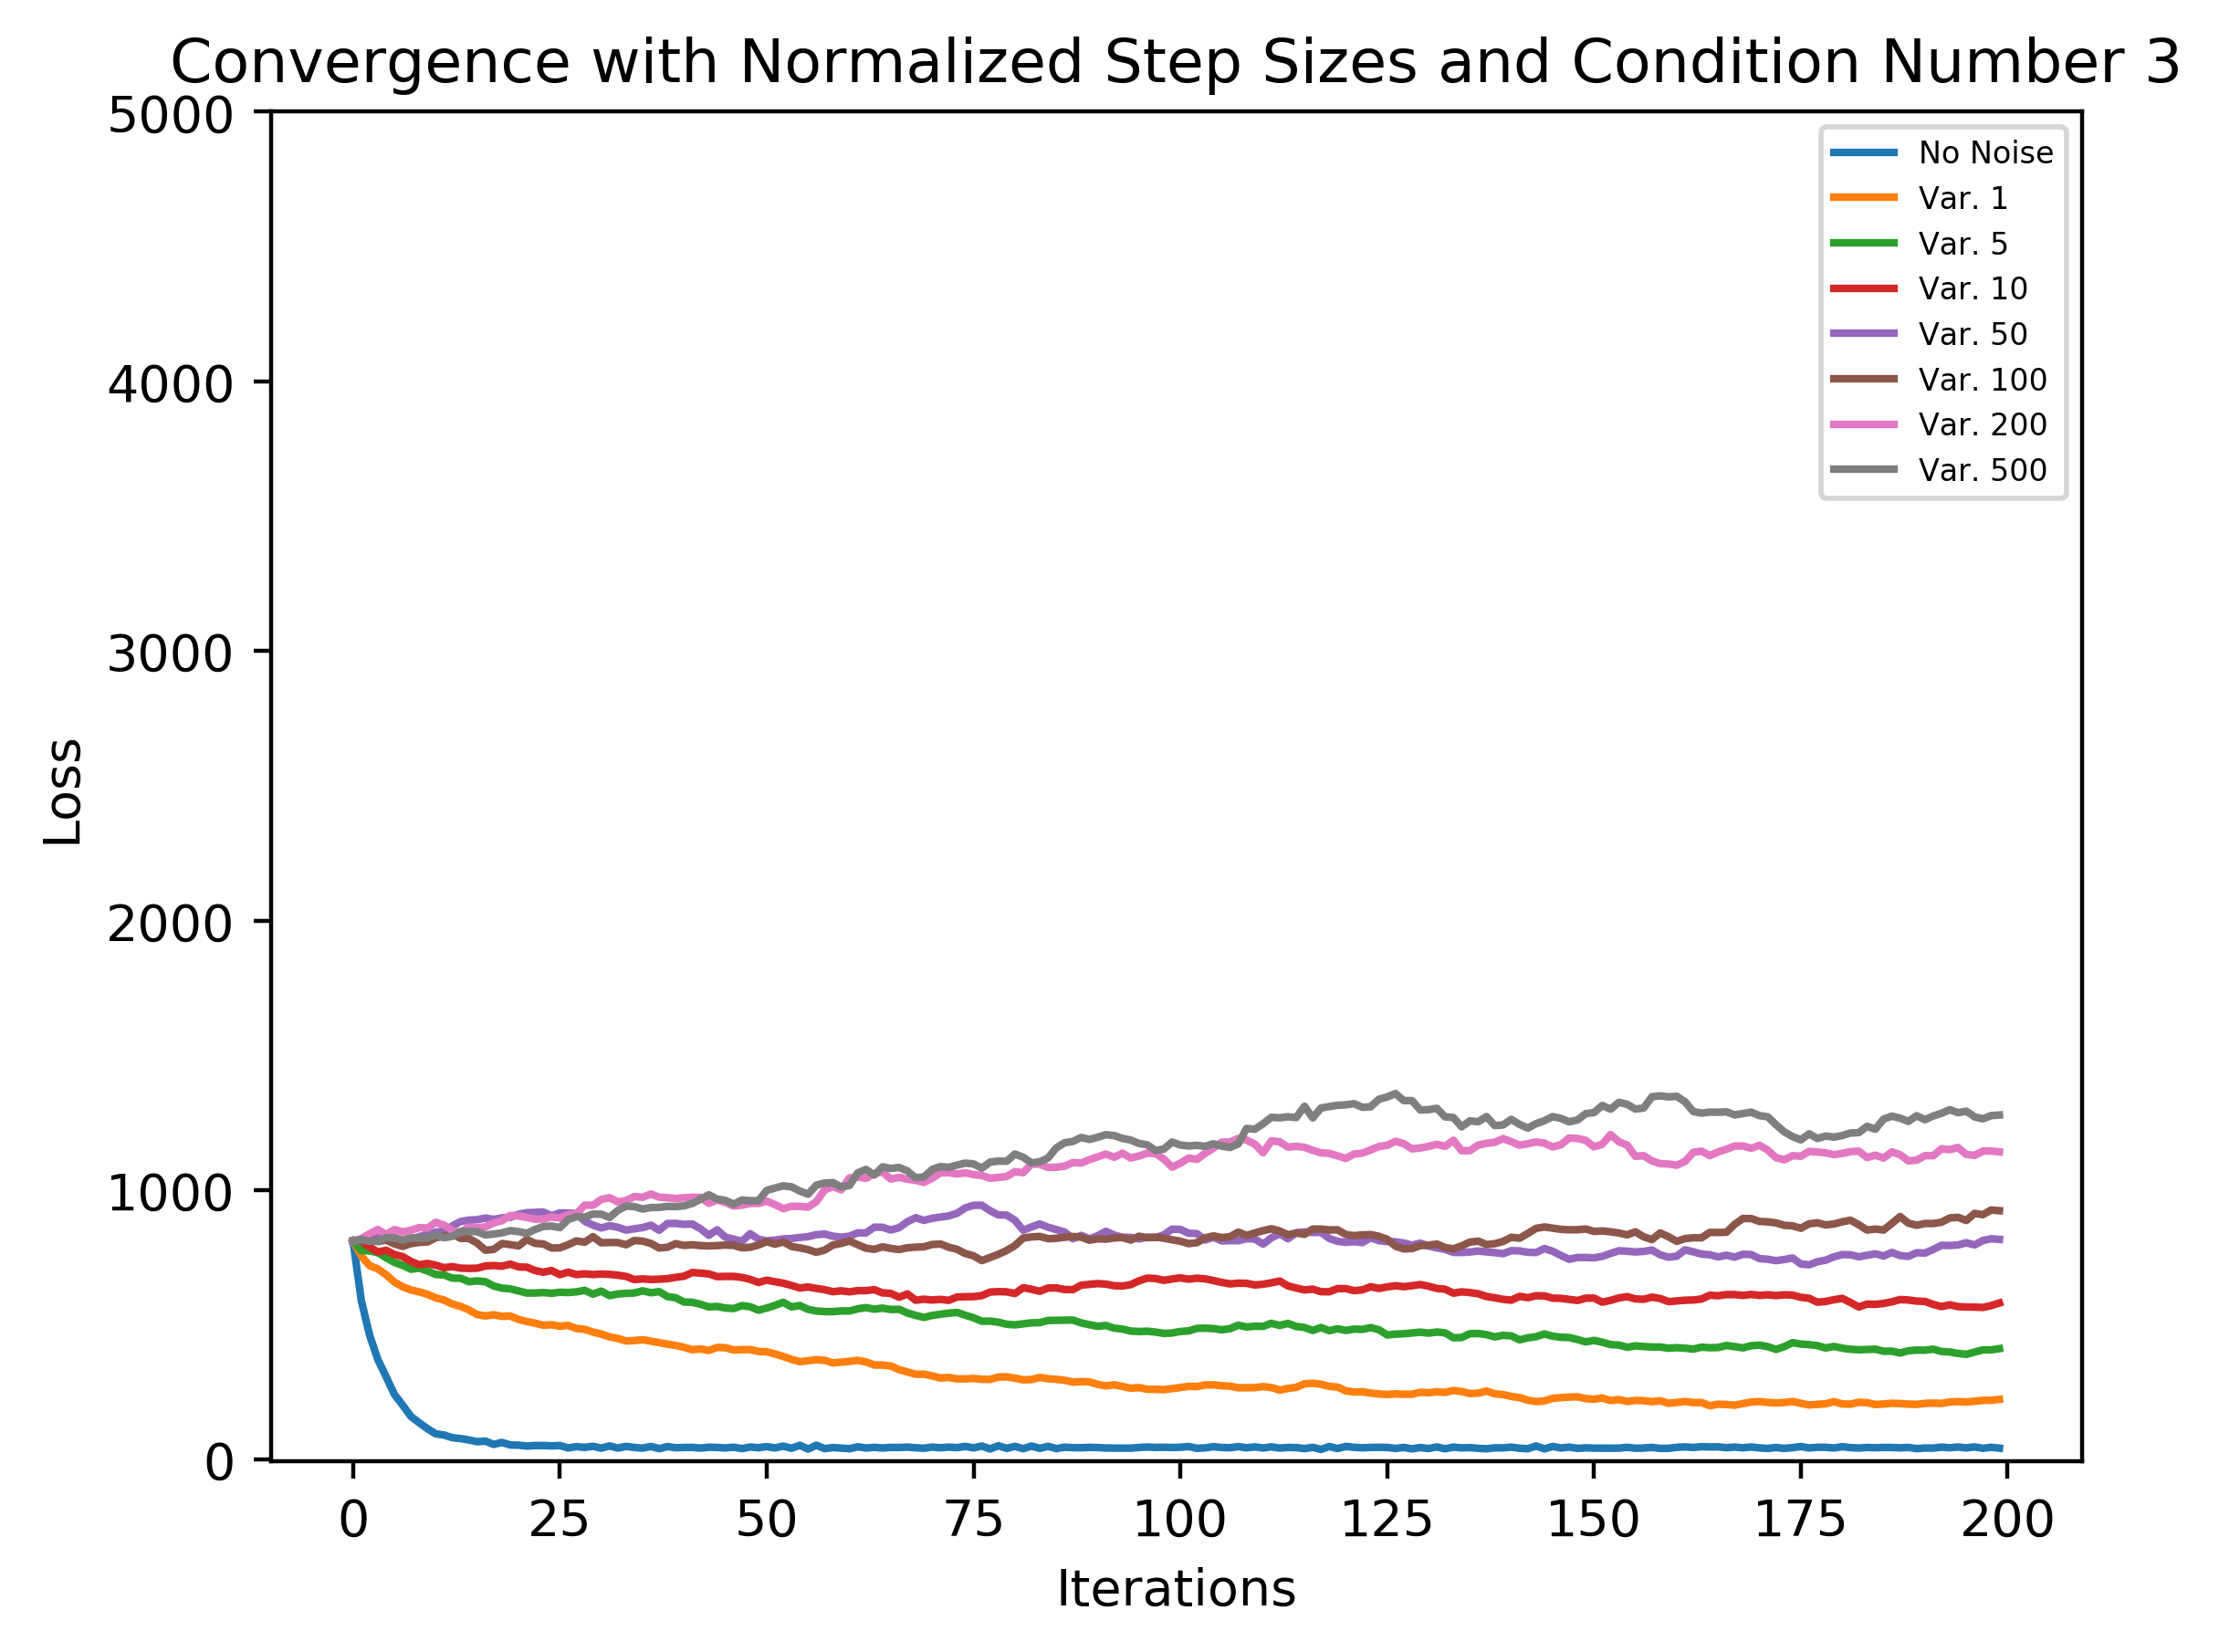 Convergence with Normalized Step Sizes and Condition Number 3
5000
4000
3000
2000
1000
0
Loss
No Noise
Var. 1
Var. 5
Var. 10
Var. 50
Var. 100
Var. 200
Var. 500
0 25 50 75 100 125 150 175 200
Iterations